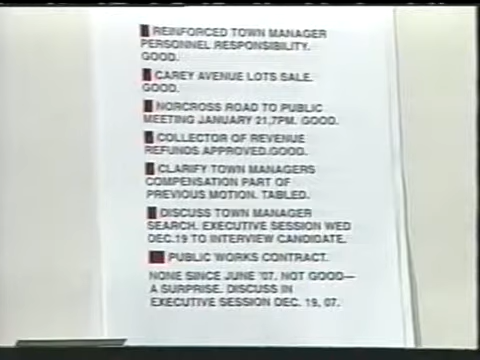 REINFORCED TOWN MANAGER
PERSONNEL RESPONSIBILITY.
GOOD.
CAREY AVENUE LOTS SALE.
GOOD.
NORCROSS ROAD TO PUBLIC
MEETING JANUARY 21,7PM. GOOD.
COLLECTOR OF REVENUE
REFUNDS APPROVED.GOOD.
CLARIFY TOWN MANAGERS
COMPENSATION PART OF
PREVIOUS MOTION. TABLED.
DISCUSS TOWN MANAGER
SEARCH. EXECUTIVE SESSION WED
DEC.19 TO INTERVIEW CANDIDATE.
PUBLIC WORKS CONTRACT.
NONE SINCE JUNE '07. NOT GOOD—
A SURPRISE. DISCUSS IN
EXECUTIVE SESSION DEC. 19, 07.